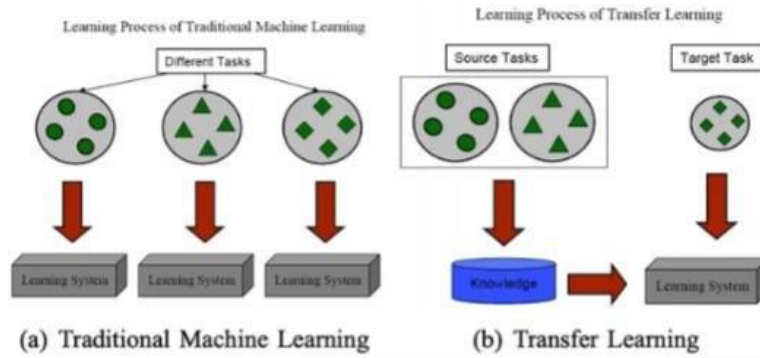 Learning Process of Traditional Machine Learning
Different Tasks
Learning System
Learning System
Learning System
(a) Traditional Machine Learning
Learning Process of Transfer Learning
Source Tasks
Target Task
Knowledge
Learning System
(b) Transfer Learning